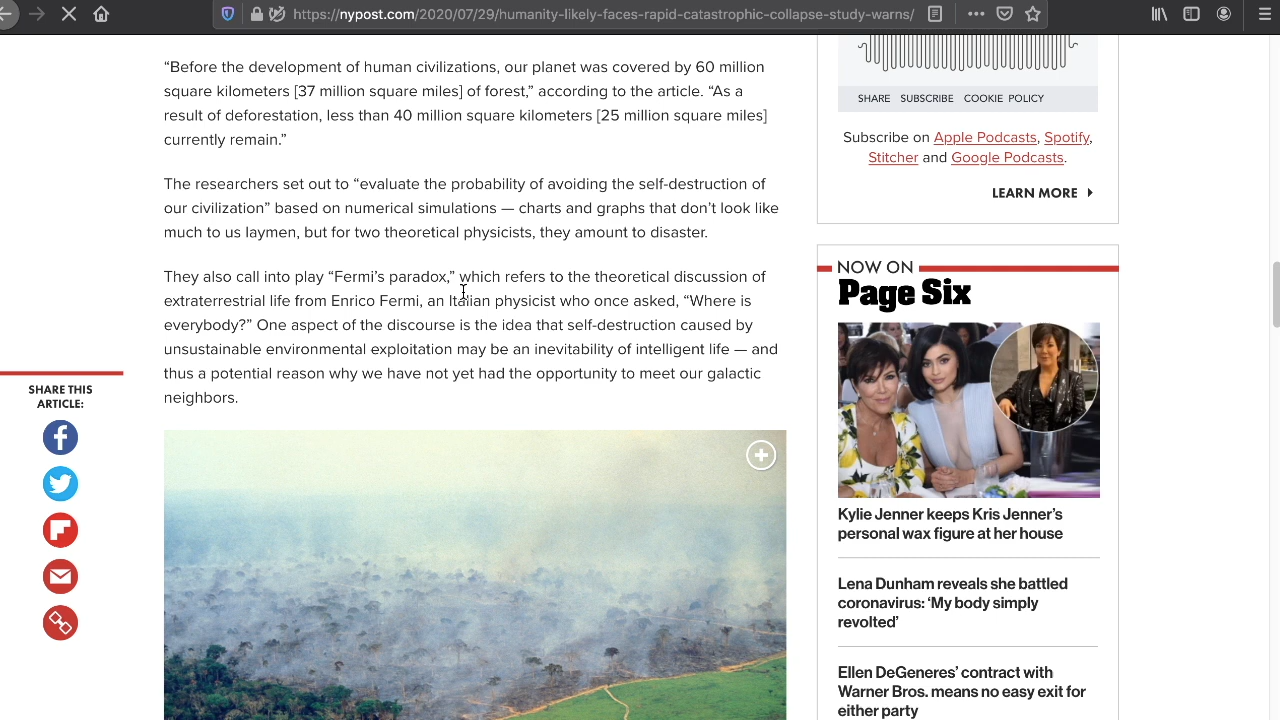 https://nypost.com/2020/07/29/humanity-likely-faces-rapid-catastrophic-collapse-study-warns/
“Before the development of human civilizations, our planet was covered by 60 million
square kilometers [37 million square miles] of forest,” according to the article. “As a
result of deforestation, less than 40 million square kilometers [25 million square miles]
currently remain.”
The researchers set out to “evaluate the probability of avoiding the self-destruction of
our civilization” based on numerical simulations — charts and graphs that don’t look like
much to us laymen, but for two theoretical physicists, they amount to disaster.
They also call into play “Fermi’s paradox,” which refers to the theoretical discussion of
extraterrestrial life from Enrico Fermi, an Italian physicist who once asked, “Where is
everybody?” One aspect of the discourse is the idea that self-destruction caused by
unsustainable environmental exploitation may be an inevitability of intelligent life — and
thus a potential reason why we have not yet had the opportunity to meet our galactic
neighbors.
SHARE THIS
ARTICLE:
SHARE SUBSCRIBE COOKIE POLICY
Subscribe on Apple Podcasts, Spotify,
Stitcher and Google Podcasts.
LEARN MORE
NOW ON
Page Six
Kylie Jenner keeps Kris Jenner’s
personal wax figure at her house
Lena Dunham reveals she battled
coronavirus: ‘My body simply
revolted’
Ellen DeGeneres’ contract with
Warner Bros. means no easy exit for
either party